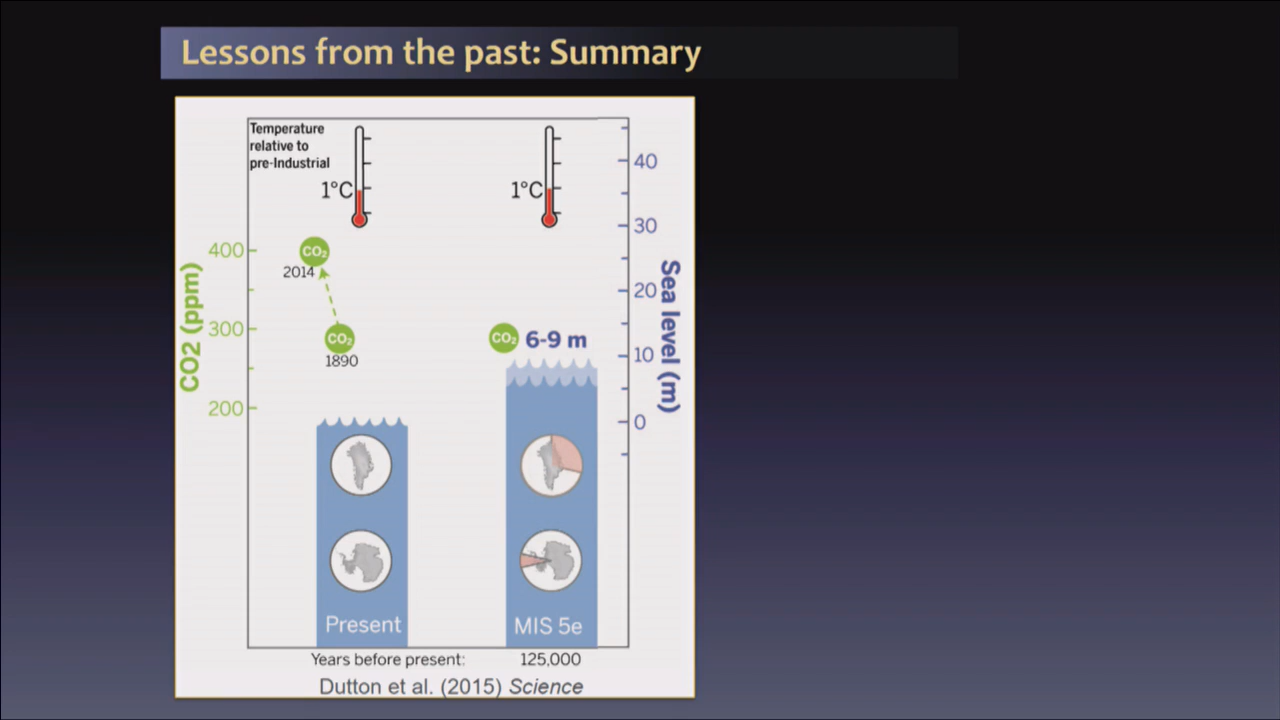 Lessons from the past: Summary
Temperature
relative to
pre-Industrial
1°C
1°C
40
30
20
10
0
Sea level (m)
400
300
200
CO2 (ppm)
CO₂
2014
CO₂
1890
CO₂
6-9 m
Present
MIS 5e
Years before present:
125,000
Dutton et al. (2015) Science